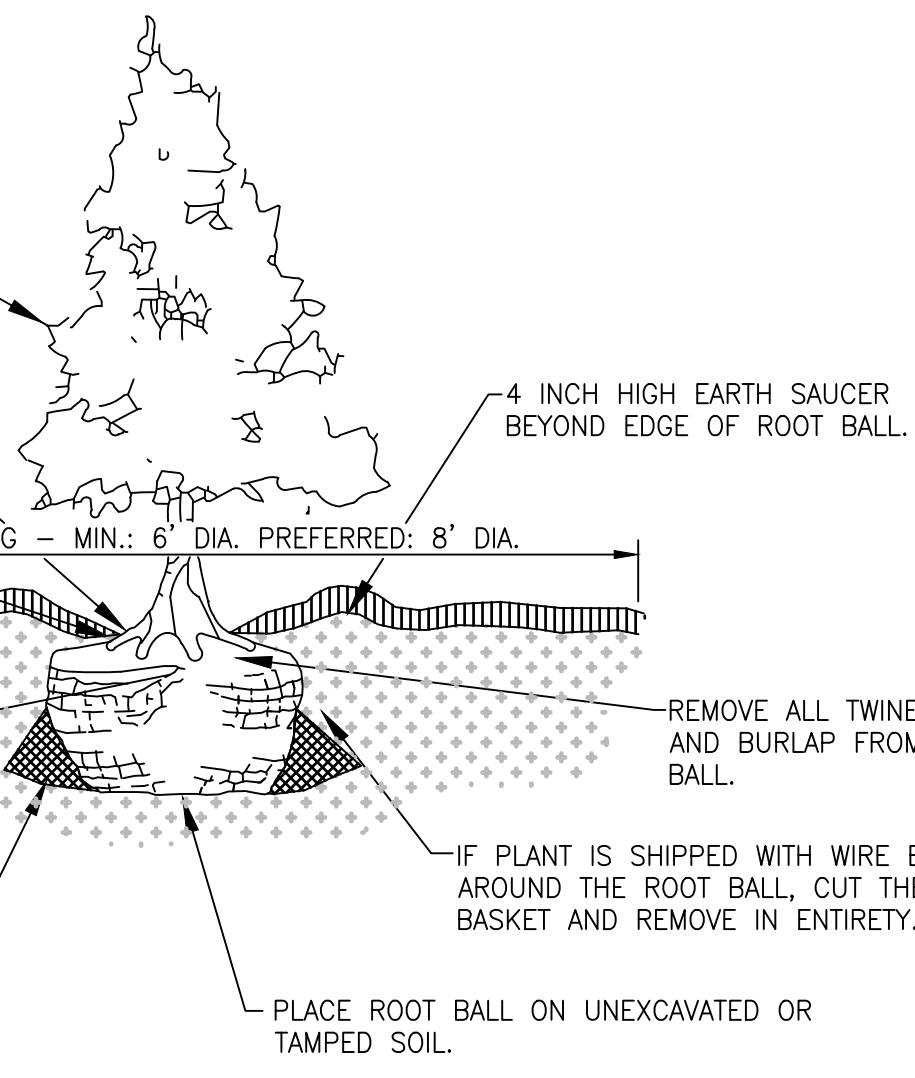 4 INCH HIGH EARTH SAUCER
BEYOND EDGE OF ROOT BALL.
G – MIN.: 6' DIA. PREFERRED: 8' DIA.
REMOVE ALL TWINE
AND BURLAP FROM
BALL.
IF PLANT IS SHIPPED WITH WIRE B
AROUND THE ROOT BALL, CUT THE
BASKET AND REMOVE IN ENTIRETY.
PLACE ROOT BALL ON UNEXCAVATED OR
TAMPED SOIL.